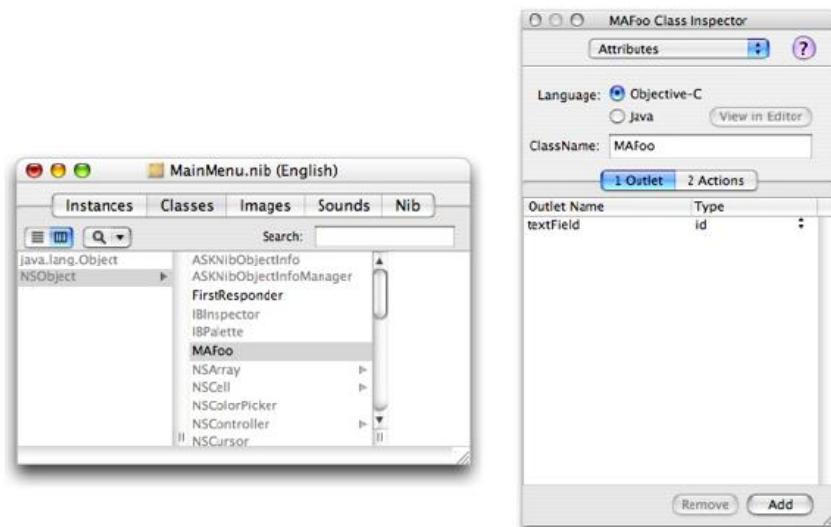 MainMenu.nib (English)
Instances Classes Images Sounds Nib
Search:
java.lang.Object
NSObject
ASKNibObjectInfo
ASKNibObjectInfoManager
FirstResponder
IBInspector
IBPalette
MAFoo
NSArray
NSCell
NSColorPicker
NSController
NSCursor
MAFoo Class Inspector
Attributes
?
Language: Objective-C
Java View in Editor
ClassName: MAFoo
1 Outlet 2 Actions
Outlet Name Type
textField id
Remove Add